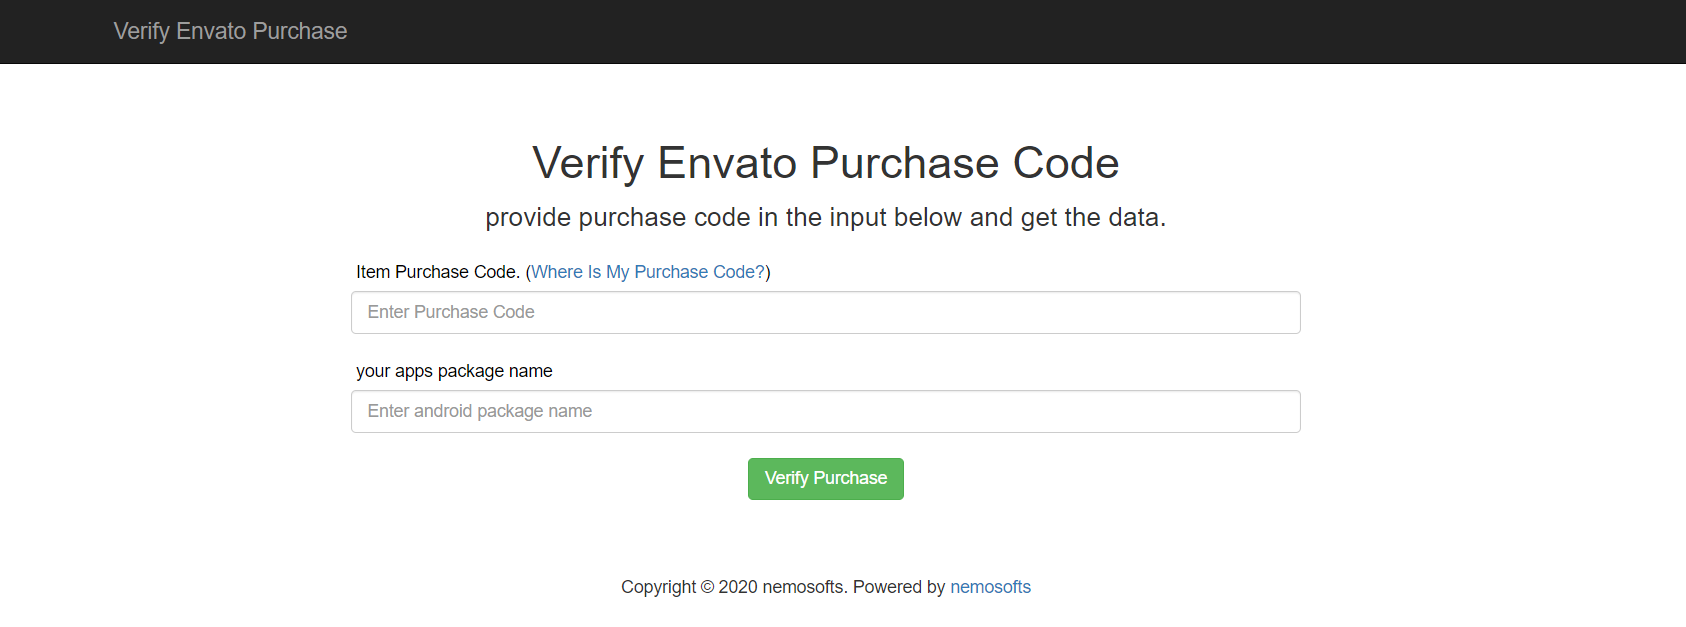 Verify Envato Purchase
Verify Envato Purchase Code
provide purchase code in the input below and get the data.
Item Purchase Code. (Where Is My Purchase Code?)
Enter Purchase Code
your apps package name
Enter android package name
Verify Purchase
Copyright © 2020 nemosofts. Powered by nemosofts